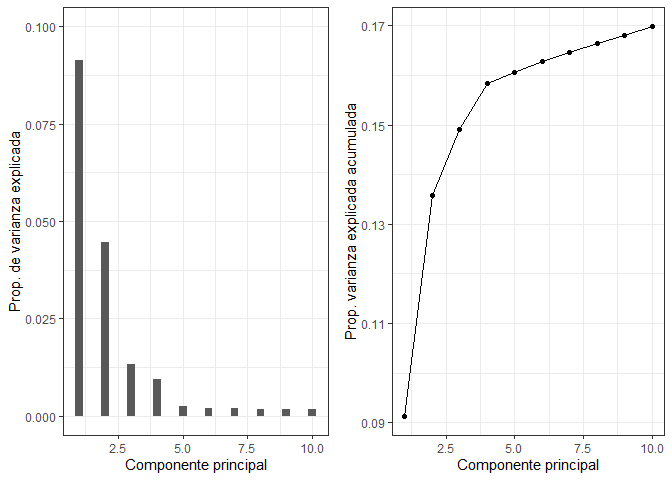 Prop. de varianza explicada
0.100
0.075
0.050
0.025
0.000
2.5 5.0 7.5 10.0
Componente principal
Prop. varianza explicada acumulada
0.17
0.15
0.13
0.11
0.09
2.5 5.0 7.5 10.0
Componente principal